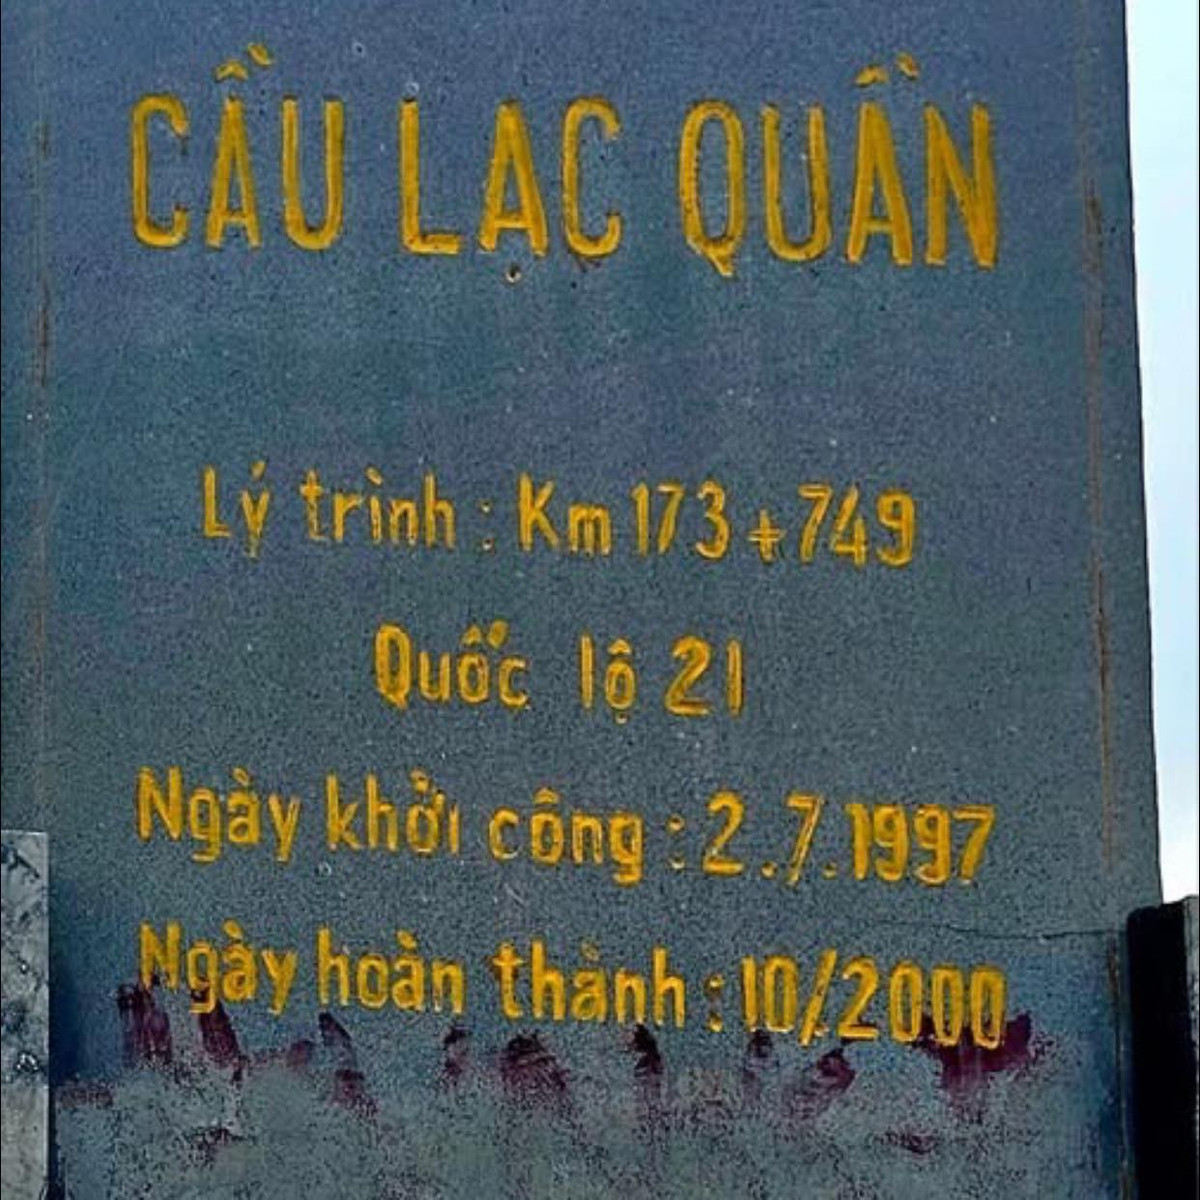 CẦU LẠC QUẦN
Lý trình : Km 173+749
Quốc lộ 21
Ngày khởi công : 2.7.1997
Ngày hoàn thành : 10/2000